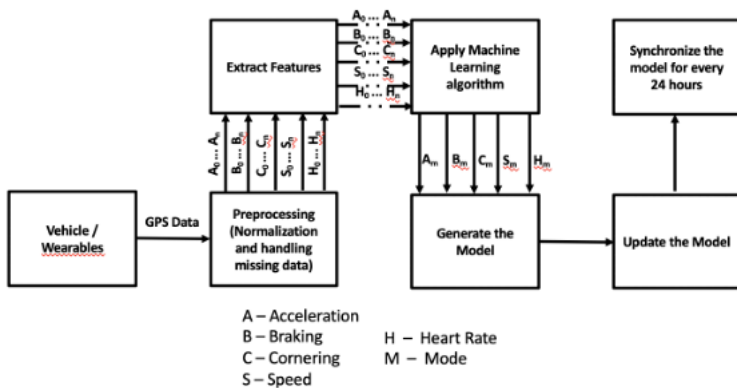 A₀ ... Aₙ
B₀ ... Bₙ
C₀ ... Cₙ
S₀ ... Sₙ
H₀ ... Hₙ
Extract Features
Apply Machine
Learning
algorithm
Synchronize the
model for every
24 hours
A₀ ... Aₙ
B₀ ... Bₙ
C₀ ... Cₙ
S₀ ... Sₙ
H₀ ... Hₙ
Aₘ
Bₘ
Cₘ
Sₘ
Hₘ
Vehicle /
Wearables
GPS Data
Preprocessing
(Normalization
and handling
missing data)
Generate the
Model
Update the Model
A – Acceleration
B – Braking
C – Cornering
S – Speed
H – Heart Rate
M – Mode